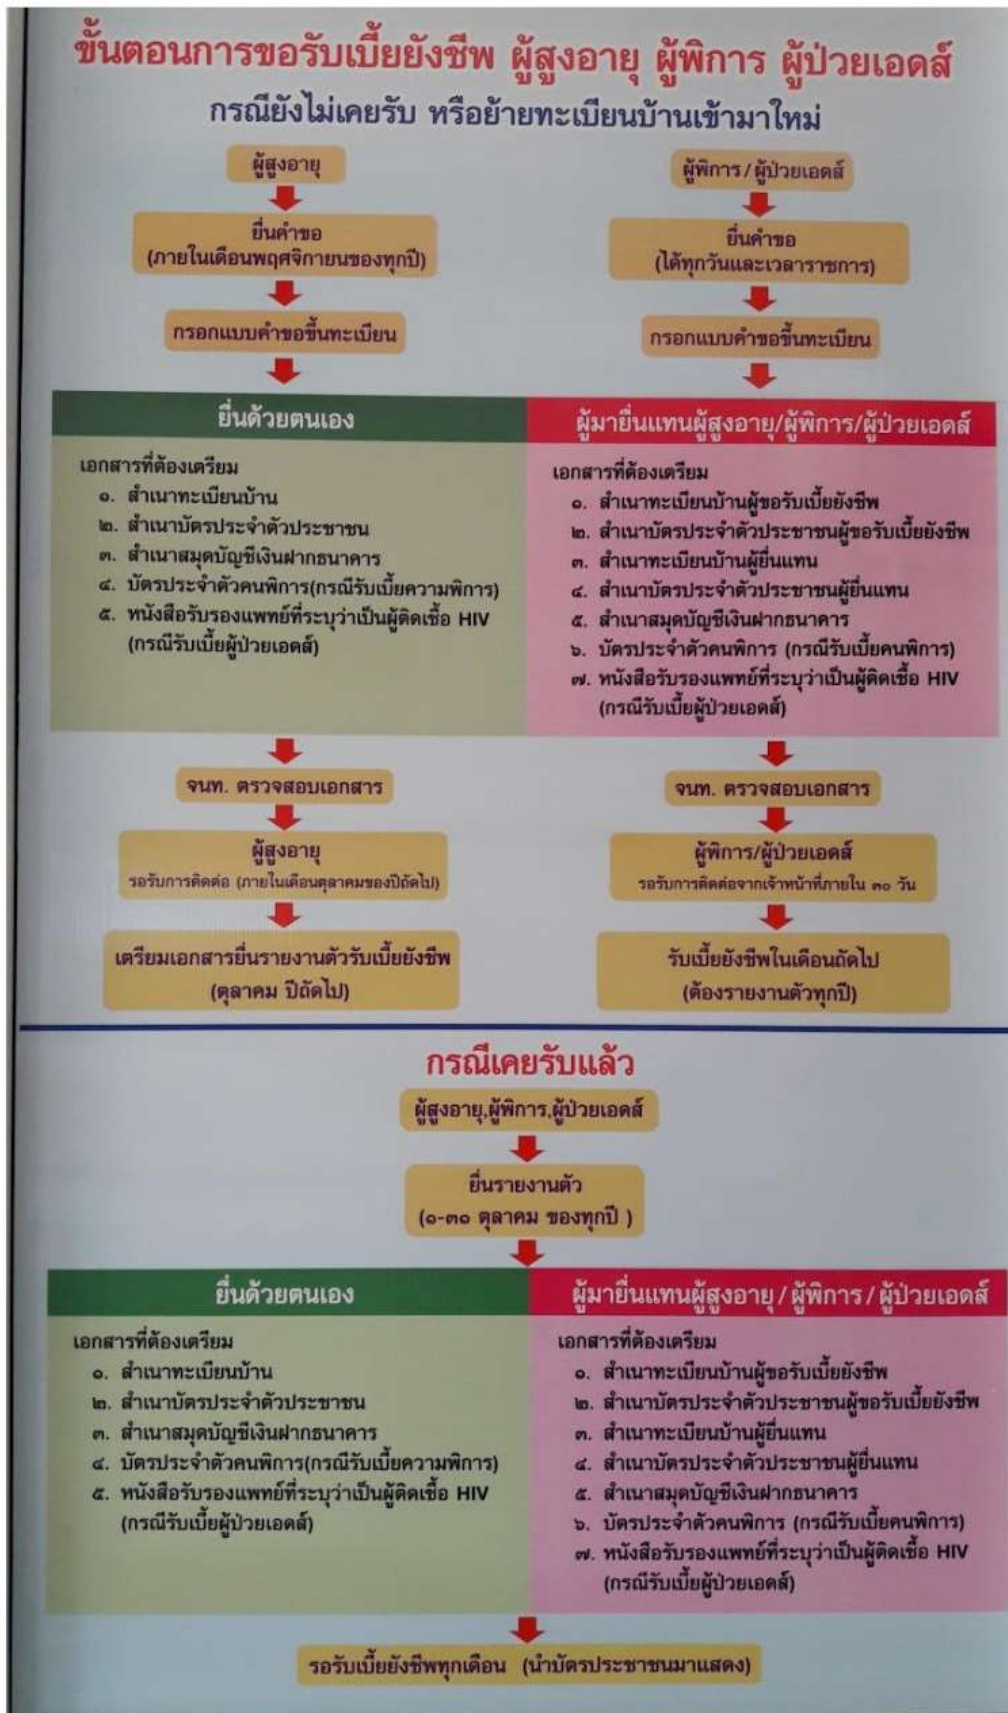 ขั้นตอนการขอรับเบี้ยยังชีพ ผู้สูงอายุ ผู้พิการ ผู้ป่วยเอดส์
กรณียังไม่เคยรับ หรือย้ายทะเบียนบ้านเข้ามาใหม่
ผู้สูงอายุ
ยื่นคำขอ
(ภายในเดือนพฤศจิกายนของทุกปี)
กรอกแบบคำขอขึ้นทะเบียน
ผู้พิการ/ผู้ป่วยเอดส์
ยื่นคำขอ
(ได้ทุกวันและเวลาราชการ)
กรอกแบบคำขอขึ้นทะเบียน
ยื่นด้วยตนเอง
เอกสารที่ต้องเตรียม
๑. สำเนาทะเบียนบ้าน
๒. สำเนาบัตรประจำตัวประชาชน
๓. สำเนาสมุดบัญชีเงินฝากธนาคาร
๔. บัตรประจำตัวคนพิการ(กรณีรับเบี้ยความพิการ)
๕. หนังสือรับรองแพทย์ที่ระบุว่าเป็นผู้ติดเชื้อ HIV
(กรณีรับเบี้ยผู้ป่วยเอดส์)
ผู้มายื่นแทนผู้สูงอายุ/ผู้พิการ/ผู้ป่วยเอดส์
เอกสารที่ต้องเตรียม
๑. สำเนาทะเบียนบ้านผู้ขอรับเบี้ยยังชีพ
๒. สำเนาบัตรประจำตัวประชาชนผู้ขอรับเบี้ยยังชีพ
๓. สำเนาทะเบียนบ้านผู้ยื่นแทน
๔. สำเนาบัตรประจำตัวประชาชนผู้ยื่นแทน
๕. สำเนาสมุดบัญชีเงินฝากธนาคาร
๖. บัตรประจำตัวคนพิการ (กรณีรับเบี้ยคนพิการ)
๗. หนังสือรับรองแพทย์ที่ระบุว่าเป็นผู้ติดเชื้อ HIV
(กรณีรับเบี้ยผู้ป่วยเอดส์)
จนท. ตรวจสอบเอกสาร
ผู้สูงอายุ
รอรับการติดต่อ (ภายในเดือนตุลาคมของปีถัดไป)
เตรียมเอกสารยื่นรายงานตัวรับเบี้ยยังชีพ
(ตุลาคม ปีถัดไป)
จนท. ตรวจสอบเอกสาร
ผู้พิการ/ผู้ป่วยเอดส์
รอรับการติดต่อจากเจ้าหน้าที่ภายใน ๓๐ วัน
รับเบี้ยยังชีพในเดือนถัดไป
(ต้องรายงานตัวทุกปี)
กรณีเคยรับแล้ว
ผู้สูงอายุ,ผู้พิการ,ผู้ป่วยเอดส์
ยื่นรายงานตัว
(๑-๓๑ ตุลาคม ของทุกปี )
ยื่นด้วยตนเอง
เอกสารที่ต้องเตรียม
๑. สำเนาทะเบียนบ้าน
๒. สำเนาบัตรประจำตัวประชาชน
๓. สำเนาสมุดบัญชีเงินฝากธนาคาร
๔. บัตรประจำตัวคนพิการ(กรณีรับเบี้ยความพิการ)
๕. หนังสือรับรองแพทย์ที่ระบุว่าเป็นผู้ติดเชื้อ HIV
(กรณีรับเบี้ยผู้ป่วยเอดส์)
ผู้มายื่นแทนผู้สูงอายุ/ผู้พิการ/ผู้ป่วยเอดส์
เอกสารที่ต้องเตรียม
๑. สำเนาทะเบียนบ้านผู้ขอรับเบี้ยยังชีพ
๒. สำเนาบัตรประจำตัวประชาชนผู้ขอรับเบี้ยยังชีพ
๓. สำเนาทะเบียนบ้านผู้ยื่นแทน
๔. สำเนาบัตรประจำตัวประชาชนผู้ยื่นแทน
๕. สำเนาสมุดบัญชีเงินฝากธนาคาร
๖. บัตรประจำตัวคนพิการ (กรณีรับเบี้ยคนพิการ)
๗. หนังสือรับรองแพทย์ที่ระบุว่าเป็นผู้ติดเชื้อ HIV
(กรณีรับเบี้ยผู้ป่วยเอดส์)
รอรับเบี้ยยังชีพทุกเดือน (นำบัตรประชาชนมาแสดง)